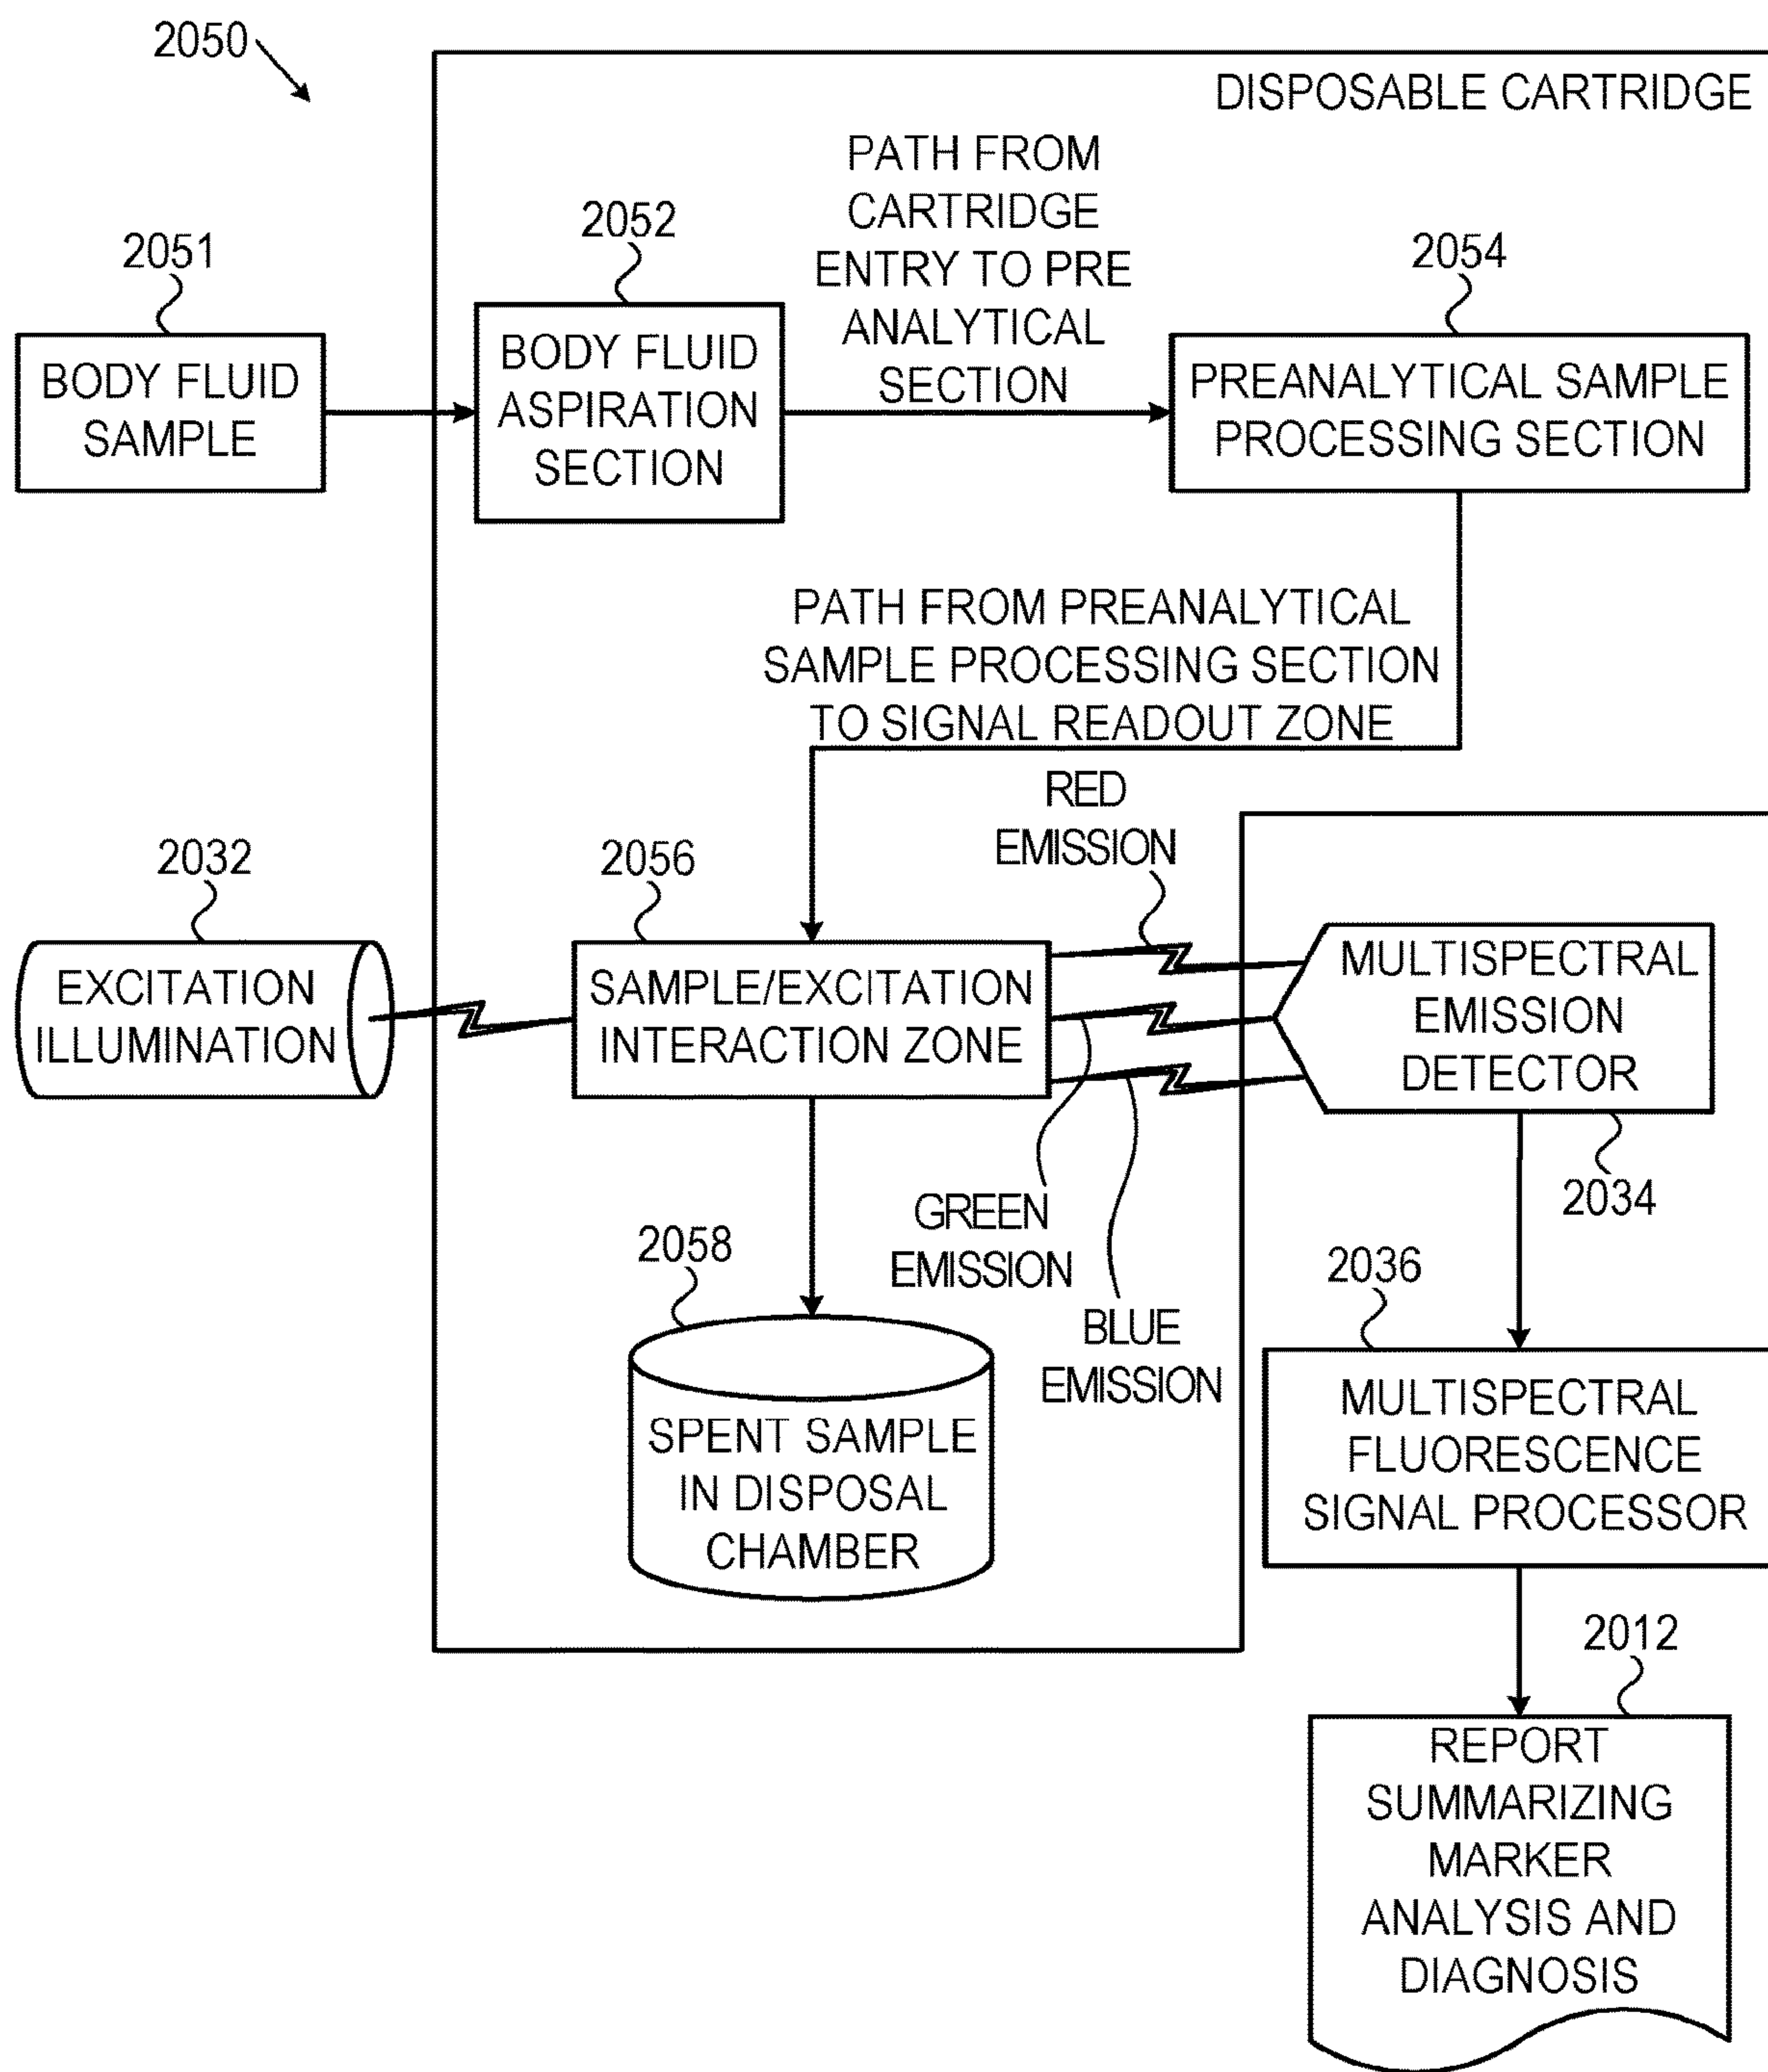 2050
DISPOSABLE CARTRIDGE
PATH FROM
CARTRIDGE
ENTRY TO PRE
ANALYTICAL
SECTION
2051
BODY FLUID
SAMPLE
2052
BODY FLUID
ASPIRATION
SECTION
2054
PREANALYTICAL SAMPLE
PROCESSING SECTION
PATH FROM PREANALYTICAL
SAMPLE PROCESSING SECTION
TO SIGNAL READOUT ZONE
RED
EMISSION
2032
EXCITATION
ILLUMINATION
2056
SAMPLE/EXCITATION
INTERACTION ZONE
MULTISPECTRAL
EMISSION
DETECTOR
2034
GREEN
EMISSION
BLUE
EMISSION
2058
SPENT SAMPLE
IN DISPOSAL
CHAMBER
2036
MULTISPECTRAL
FLUORESCENCE
SIGNAL PROCESSOR
2012
REPORT
SUMMARIZING
MARKER
ANALYSIS AND
DIAGNOSIS